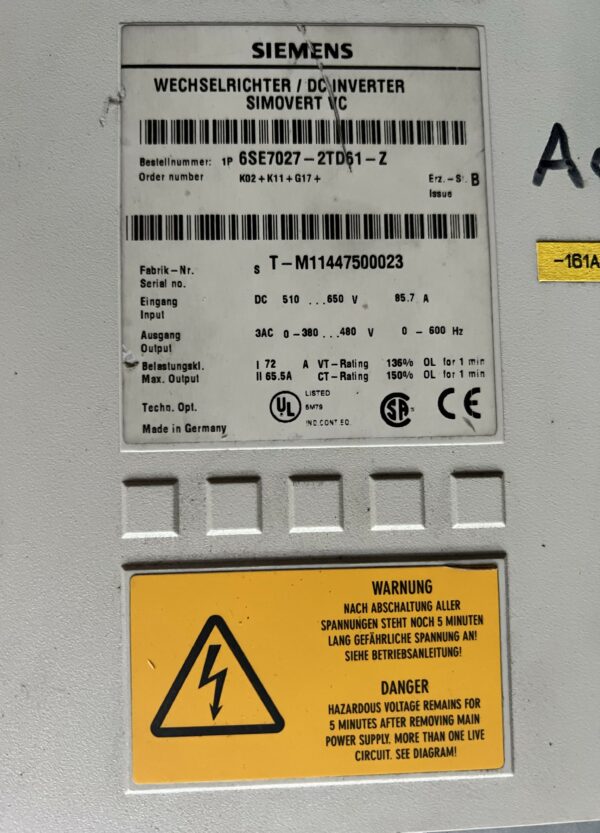 SIEMENS
WECHSELRICHTER / DC INVERTER
SIMOVERT VC
Bestellnummer: 1P 6SE7027-2TD61-Z
Order number K02+K11+G17+ Erz.-St. B
Issue
Fabrik-Nr. S T-M11447500023
Serial no.
Eingang DC 510 ...650 V 85.7 A
Input
Ausgang 3AC 0-380 ...480 V 0-600 Hz
Output
Belastungskl. I 72 A VT-Rating 136% OL for 1 min
Max. Output II 65.5A CT-Rating 150% OL for 1 min
Techn. Opt. UL LISTED
5M79
IND.CONT.EQ.
SA CE
Made in Germany
-161A
WARNUNG
NACH ABSCHALTUNG ALLER
SPANNUNGEN STEHT NOCH 5 MINUTEN
LANG GEFÄHRLICHE SPANNUNG AN!
SIEHE BETRIEBSANLEITUNG!
DANGER
HAZARDOUS VOLTAGE REMAINS FOR
5 MINUTES AFTER REMOVING MAIN
POWER SUPPLY. MORE THAN ONE LIVE
CIRCUIT. SEE DIAGRAM!